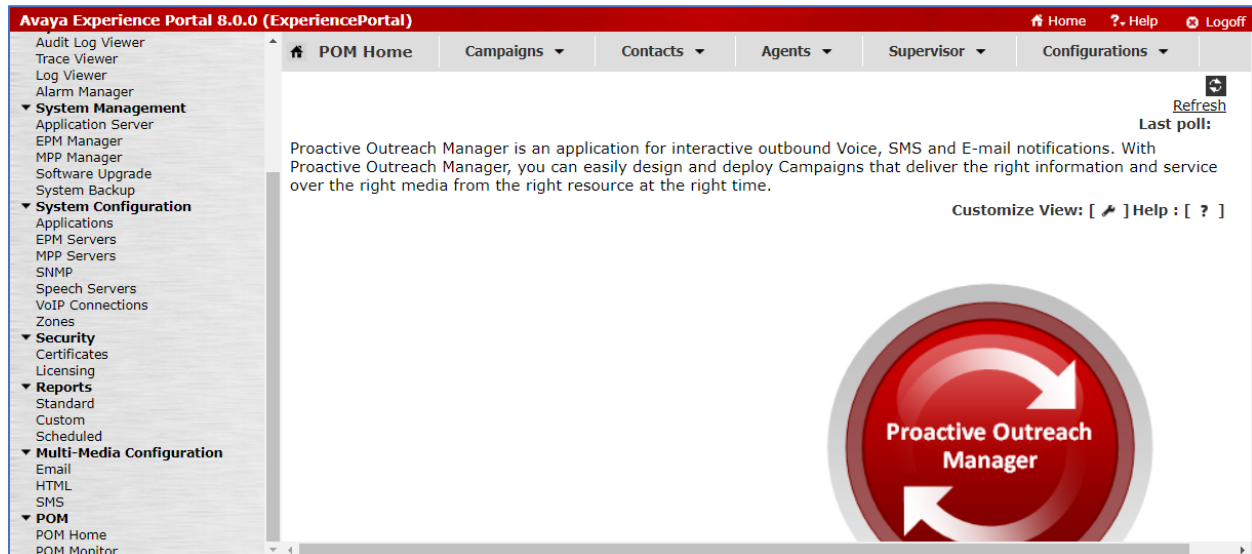 Avaya Experience Portal 8.0.0 (ExperiencePortal)
Home ? Help Logoff
Audit Log Viewer
Trace Viewer
Log Viewer
Alarm Manager
System Management
Application Server
EPM Manager
MPP Manager
Software Upgrade
System Backup
System Configuration
Applications
EPM Servers
MPP Servers
SNMP
Speech Servers
VoIP Connections
Zones
Security
Certificates
Licensing
Reports
Standard
Custom
Scheduled
Multi-Media Configuration
Email
HTML
SMS
POM
POM Home
POM Monitor
POM Home Campaigns Contacts Agents Supervisor Configurations
Refresh
Last poll:
Proactive Outreach Manager is an application for interactive outbound Voice, SMS and E-mail notifications. With
Proactive Outreach Manager, you can easily design and deploy Campaigns that deliver the right information and service
over the right media from the right resource at the right time.
Customize View: [ ] Help : [ ? ]
Proactive Outreach
Manager